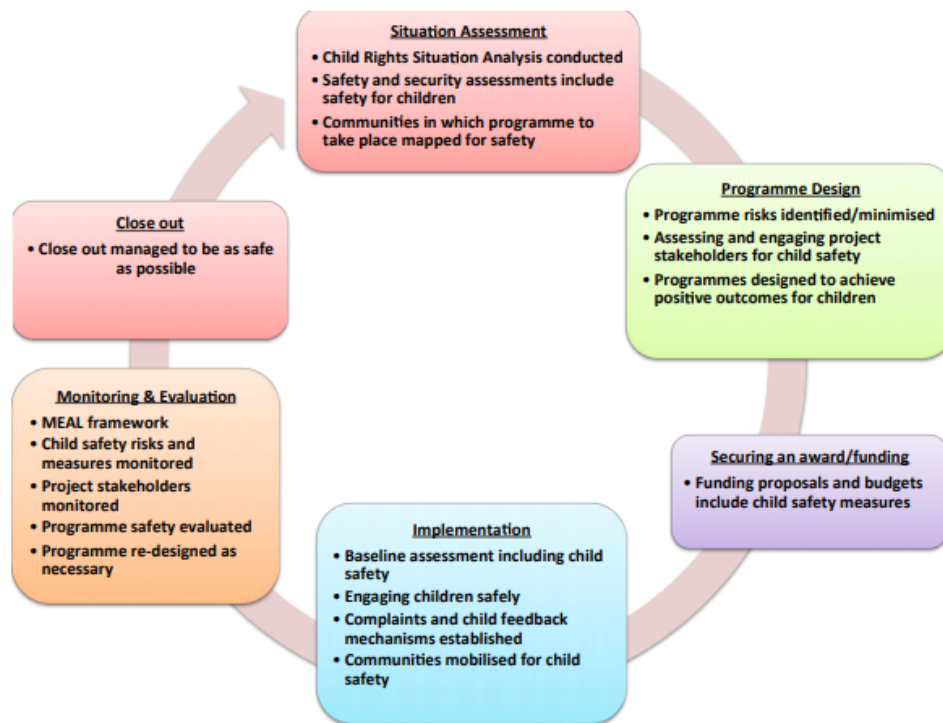 Situation Assessment
• Child Rights Situation Analysis conducted
• Safety and security assessments include
safety for children
• Communities in which programme to
take place mapped for safety
Programme Design
• Programme risks identified/minimised
• Assessing and engaging project
stakeholders for child safety
• Programmes designed to achieve
positive outcomes for children
Securing an award/funding
• Funding proposals and budgets
include child safety measures
Implementation
• Baseline assessment including child
safety
• Engaging children safely
• Complaints and child feedback
mechanisms established
• Communities mobilised for child
safety
Monitoring & Evaluation
• MEAL framework
• Child safety risks and
measures monitored
• Project stakeholders
monitored
• Programme safety evaluated
• Programme re-designed as
necessary
Close out
• Close out managed to be as safe
as possible